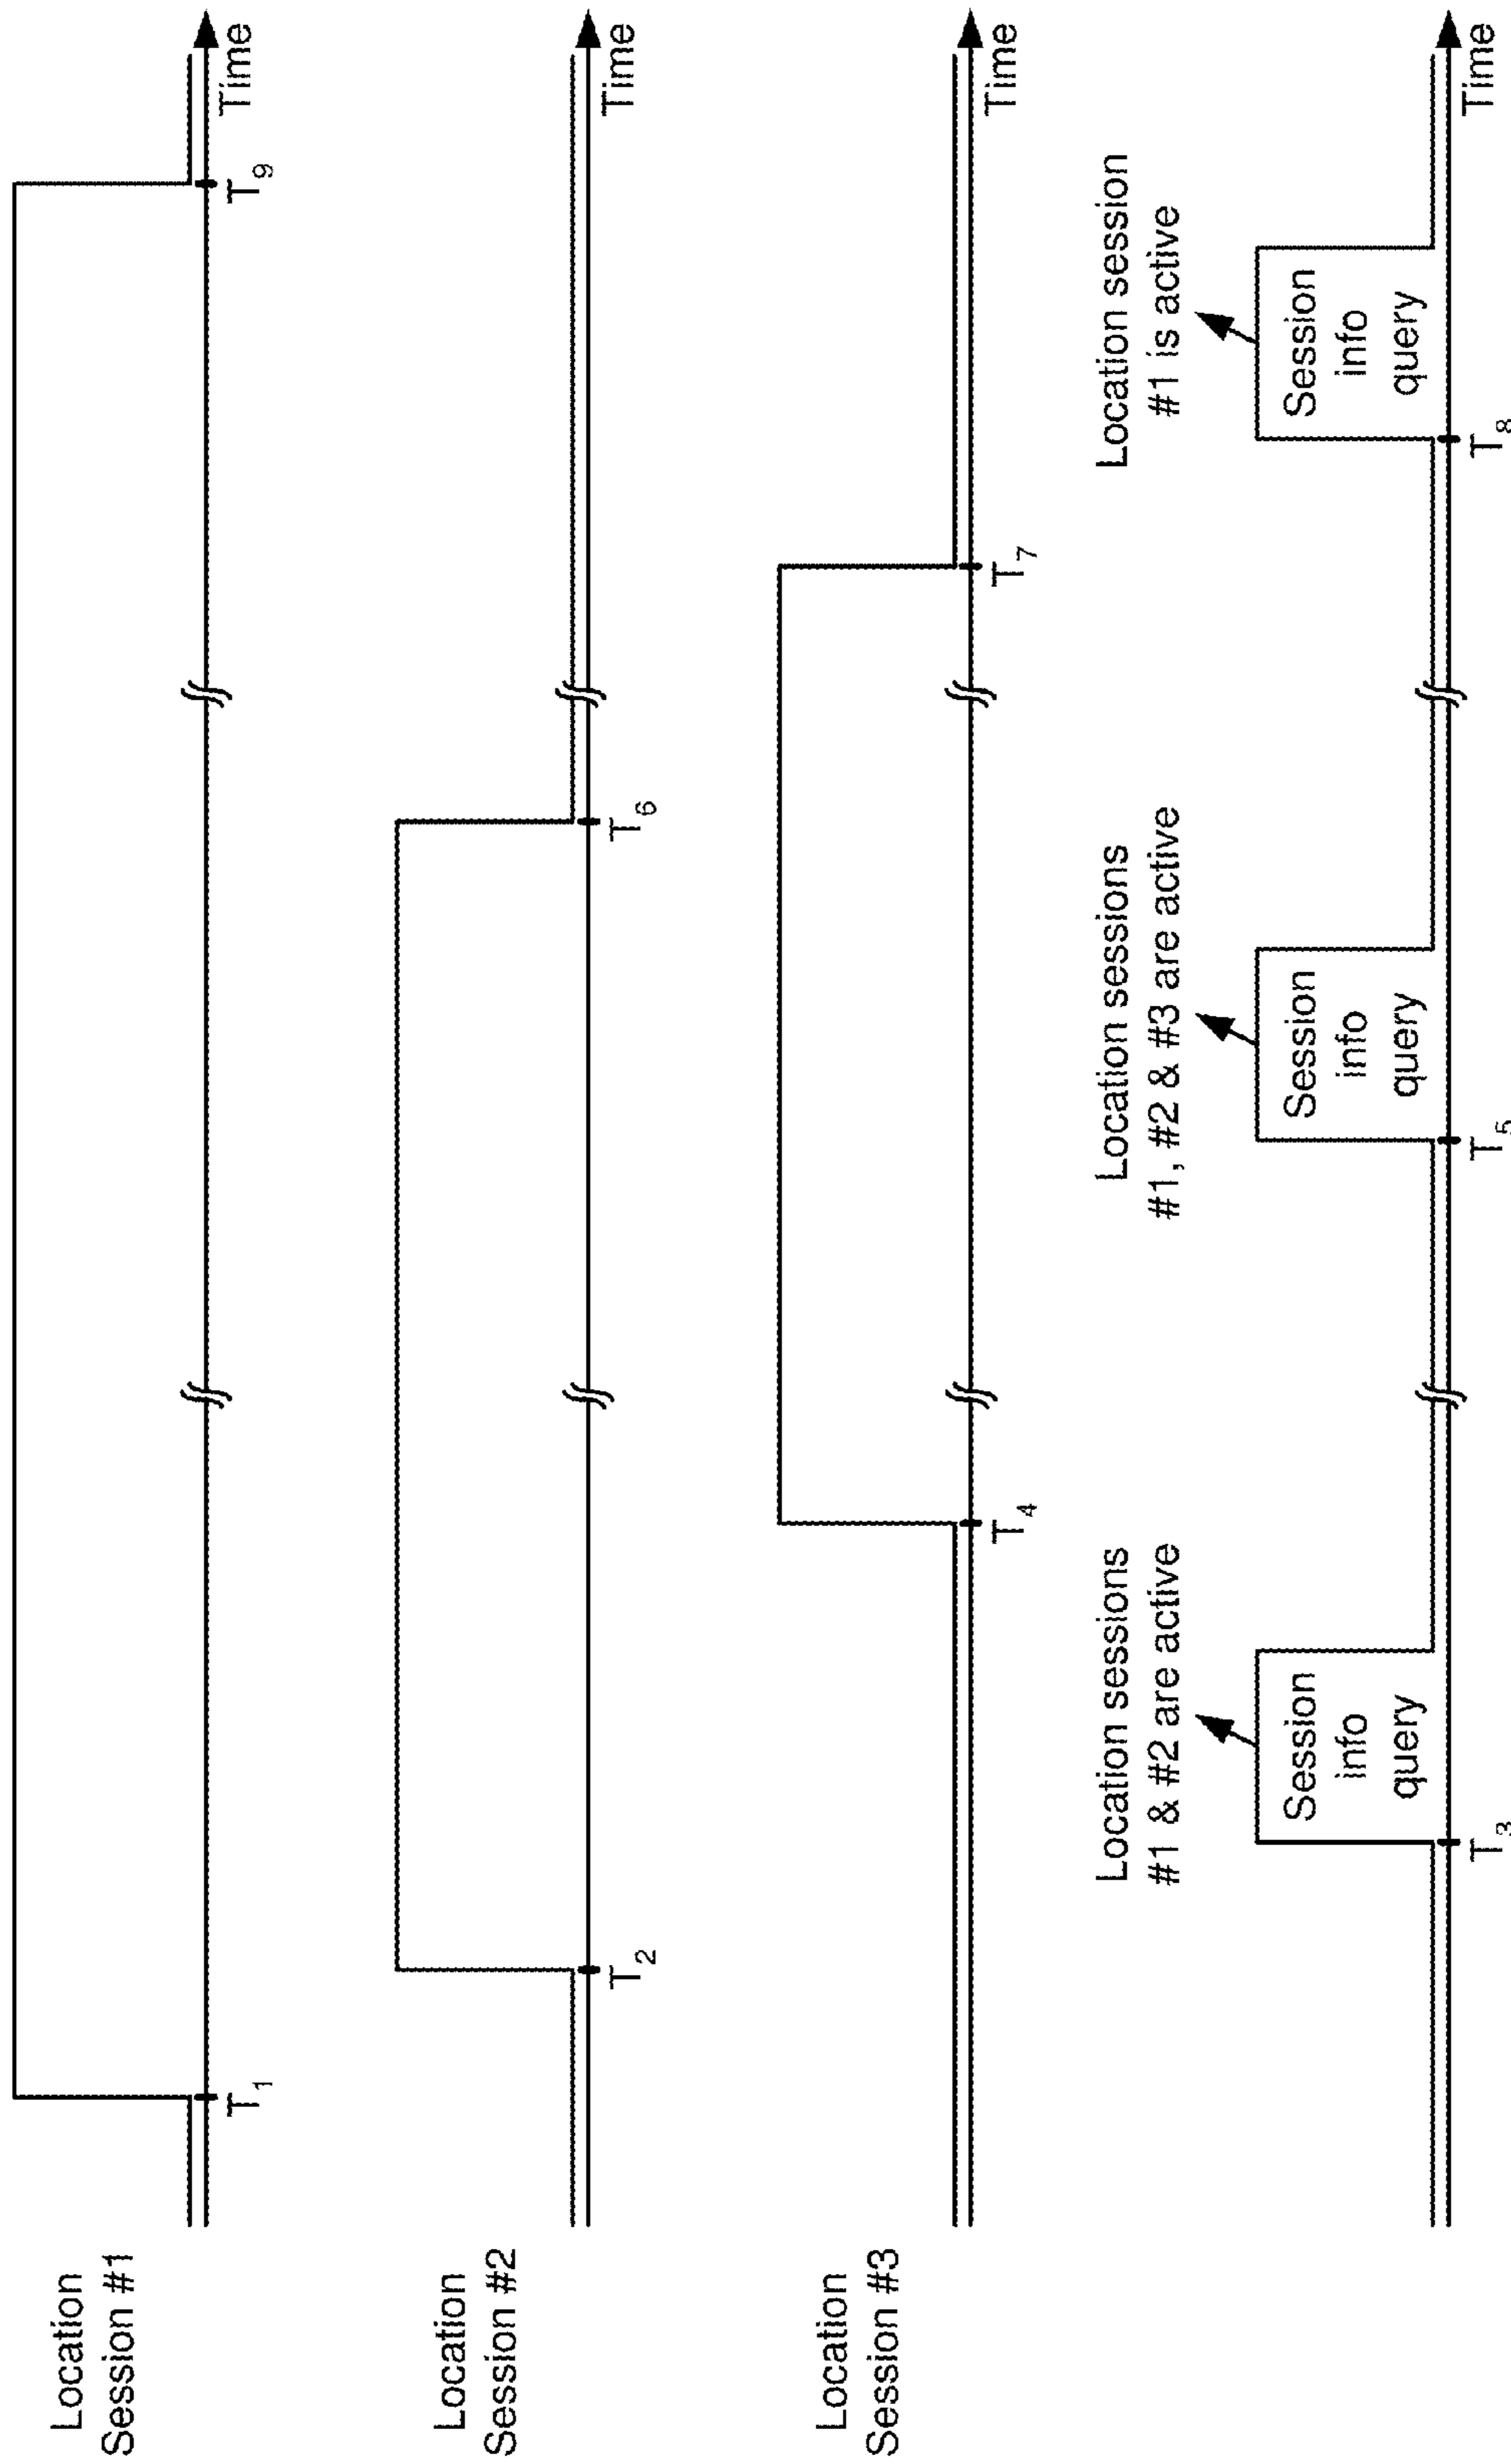 Location
Session #1
T1
T9
Time
Location
Session #2
T2
T6
Time
Location
Session #3
T4
T7
Time
Location sessions
#1 & #2 are active
Location sessions
#1, #2 & #3 are active
Location session
#1 is active
Session
info
query
Session
info
query
Session
info
query
T3
T5
T8
Time